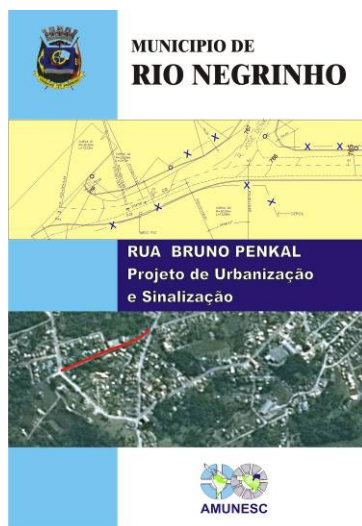 MUNICIPIO DE
RIO NEGRINHO
RUA BRUNO PENKAL
Projeto de Urbanização
e Sinalização
AMUNESC